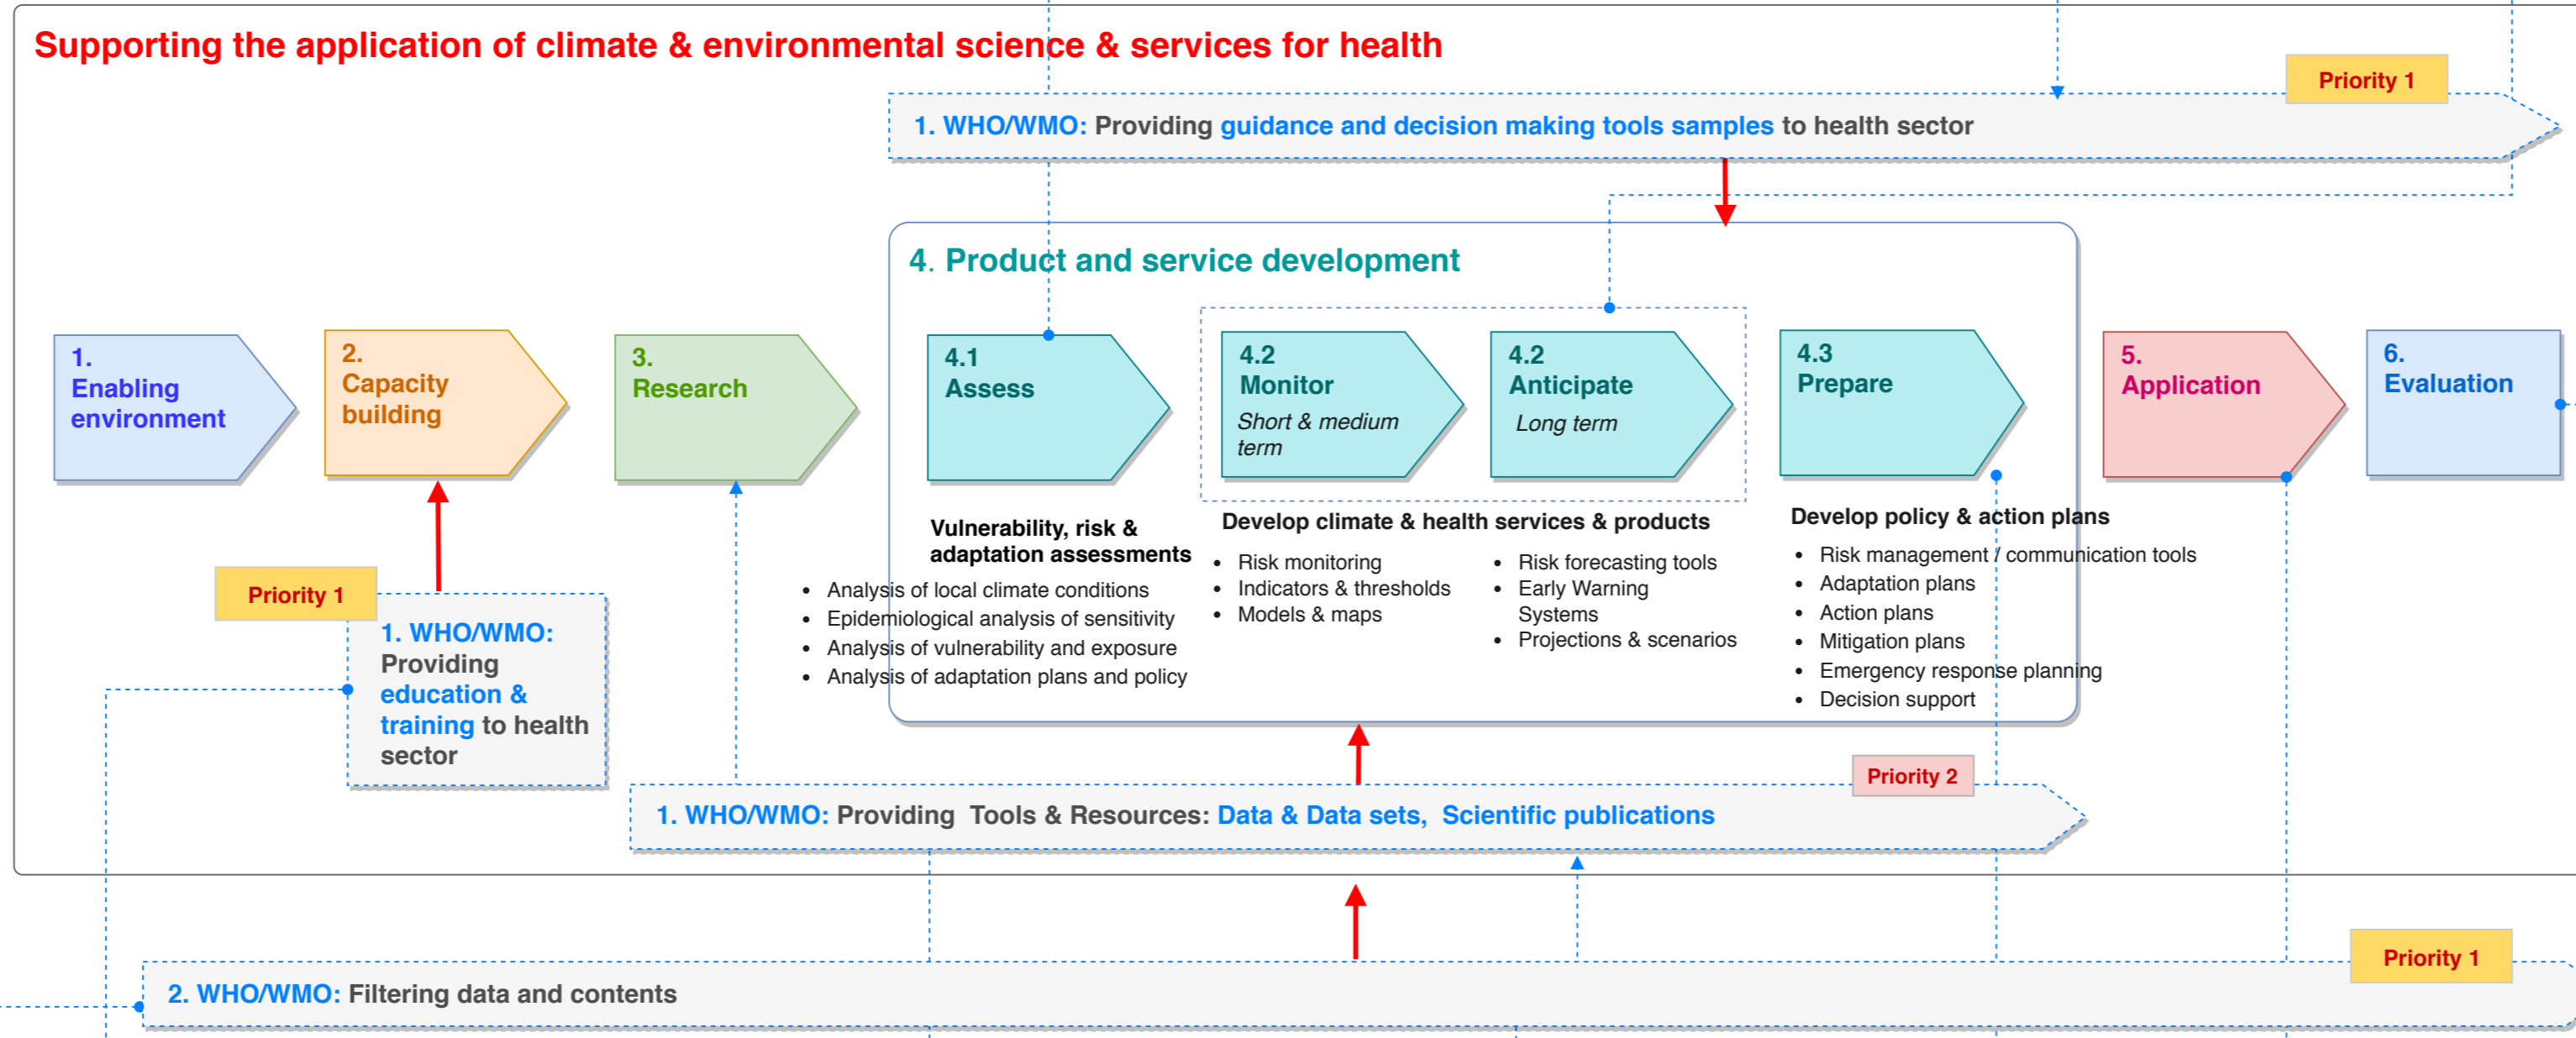 Supporting the application of climate & environmental science & services for health
Priority 1
1. WHO/WMO: Providing guidance and decision making tools samples to health sector
4. Product and service development
1.
Enabling
environment
2.
Capacity
building
3.
Research
4.1
Assess
4.2
Monitor
Short & medium
term
4.2
Anticipate
Long term
4.3
Prepare
5.
Application
6.
Evaluation
Vulnerability, risk &
adaptation assessments
• Analysis of local climate conditions
• Epidemiological analysis of sensitivity
• Analysis of vulnerability and exposure
• Analysis of adaptation plans and policy
Develop climate & health services & products
• Risk monitoring
• Indicators & thresholds
• Models & maps
• Risk forecasting tools
• Early Warning
Systems
• Projections & scenarios
Develop policy & action plans
• Risk management / communication tools
• Adaptation plans
• Action plans
• Mitigation plans
• Emergency response planning
• Decision support
Priority 1
1. WHO/WMO:
Providing
education &
training to health
sector
Priority 2
1. WHO/WMO: Providing  Tools & Resources: Data & Data sets,  Scientific publications
Priority 1
2. WHO/WMO: Filtering data and contents